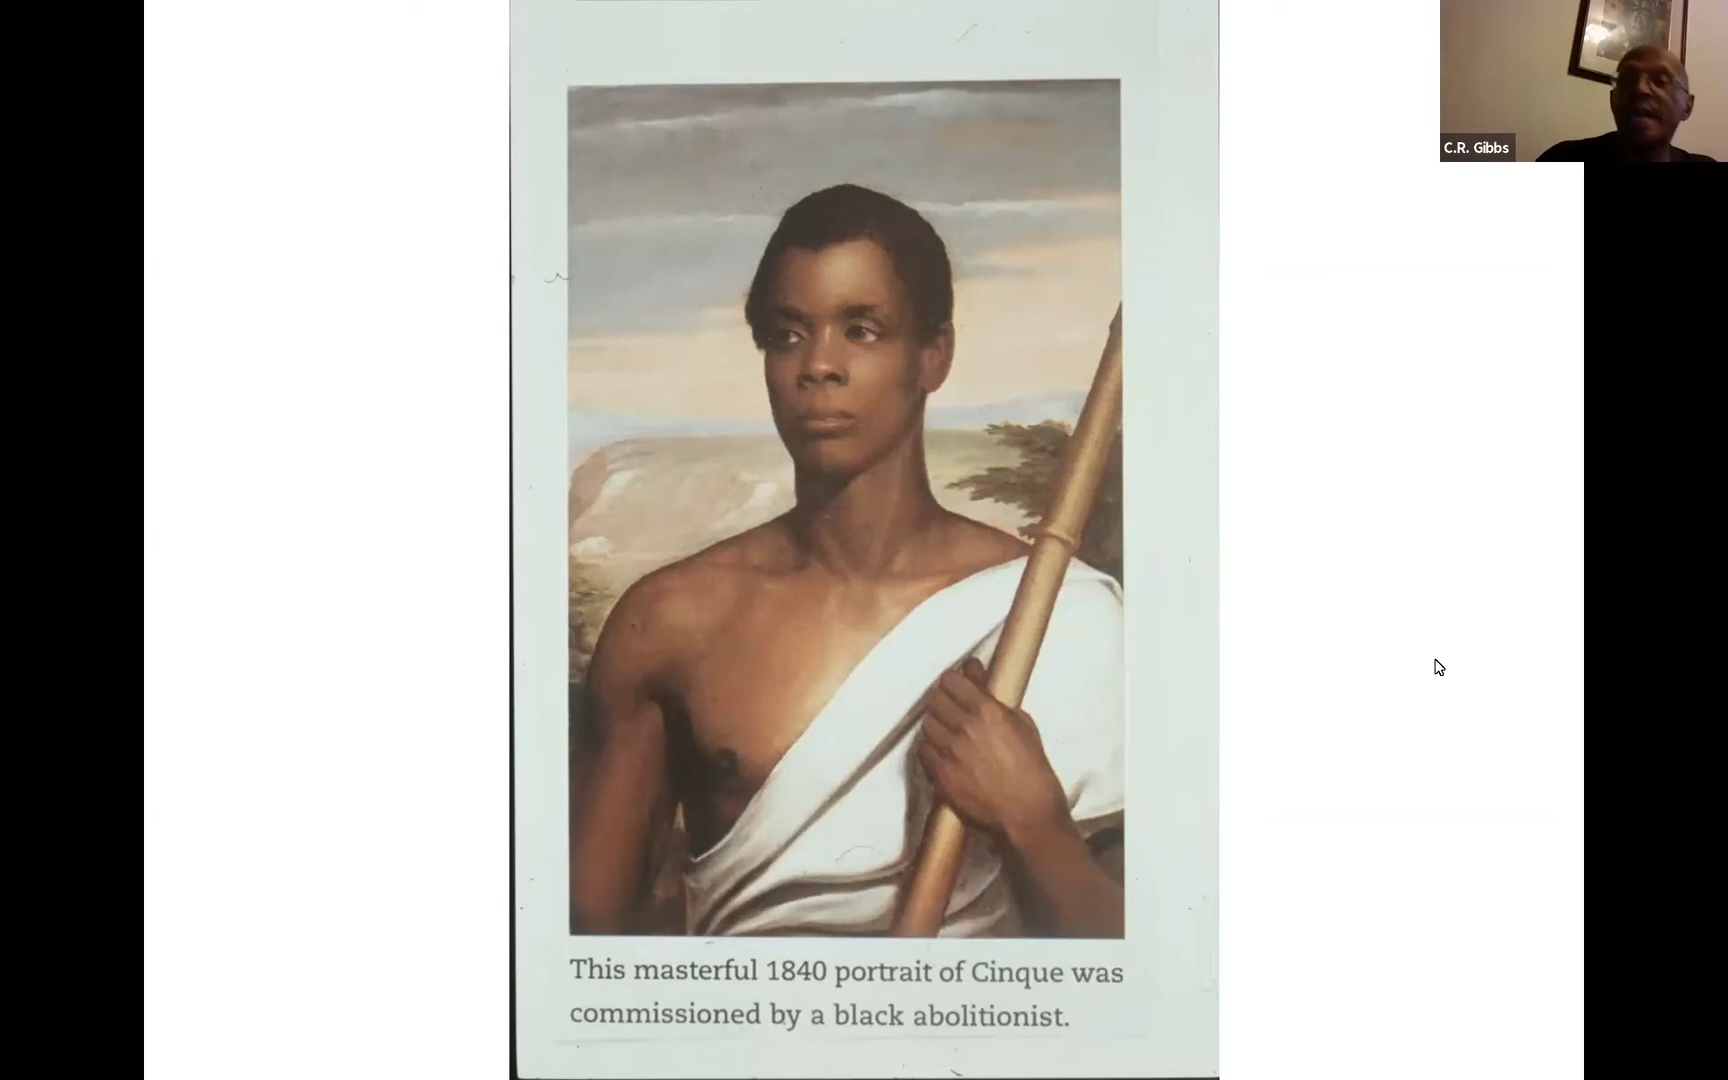 C.R. Gibbs
This masterful 1840 portrait of Cinque was
commissioned by a black abolitionist.